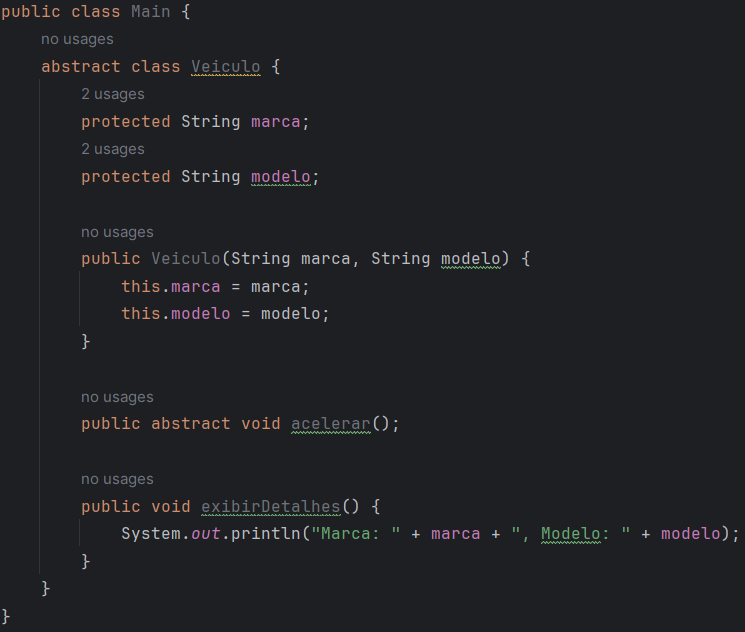 public class Main {
no usages
abstract class Veiculo {
2 usages
protected String marca;
2 usages
protected String modelo;
no usages
public Veiculo(String marca, String modelo) {
this.marca = marca;
this.modelo = modelo;
}
no usages
public abstract void acelerar();
no usages
public void exibirDetalhes() {
System.out.println("Marca: " + marca + ", Modelo: " + modelo);
}
}
}